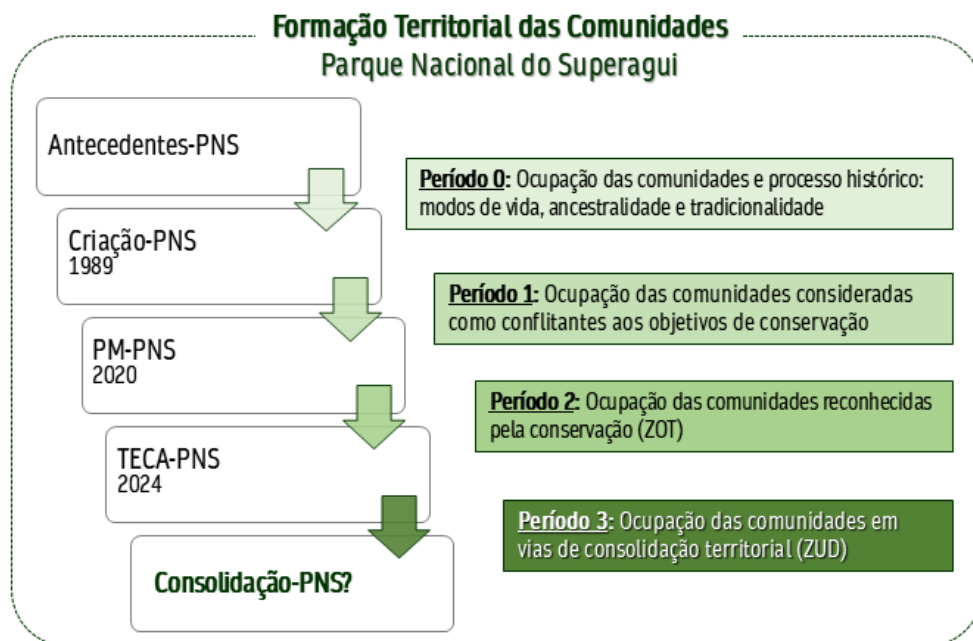 Formação Territorial das Comunidades
Parque Nacional do Superagui
Antecedentes-PNS
Período 0: Ocupação das comunidades e processo histórico:
modos de vida, ancestralidade e tradicionalidade
Criação-PNS
1989
Período 1: Ocupação das comunidades consideradas
como conflitantes aos objetivos de conservação
PM-PNS
2020
Período 2: Ocupação das comunidades reconhecidas
pela conservação (ZOT)
TECA-PNS
2024
Período 3: Ocupação das comunidades em
vias de consolidação territorial (ZUD)
Consolidação-PNS?